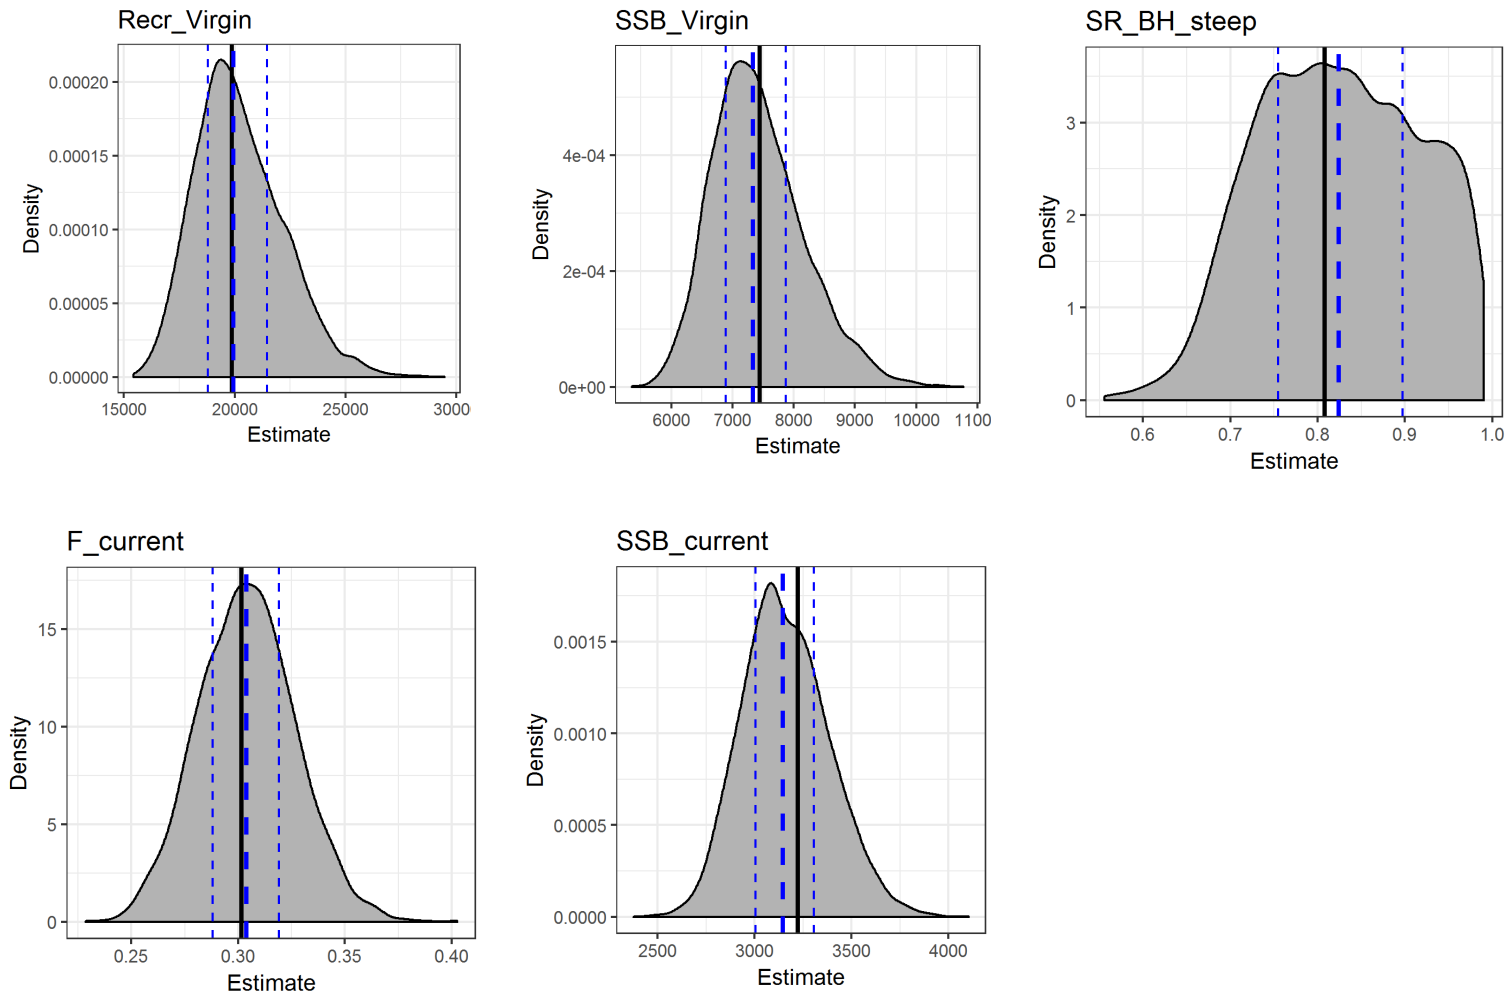 Recr_Virgin
Density
0.00020
0.00015
0.00010
0.00005
0.00000
15000 20000 25000 3000
Estimate
SSB_Virgin
Density
4e-04
2e-04
0e+00
6000 7000 8000 9000 10000 1100
Estimate
SR_BH_steep
Density
3
2
1
0
0.6 0.7 0.8 0.9 1.0
Estimate
F_current
Density
15
10
5
0
0.25 0.30 0.35 0.40
Estimate
SSB_current
Density
0.0015
0.0010
0.0005
0.0000
2500 3000 3500 4000
Estimate